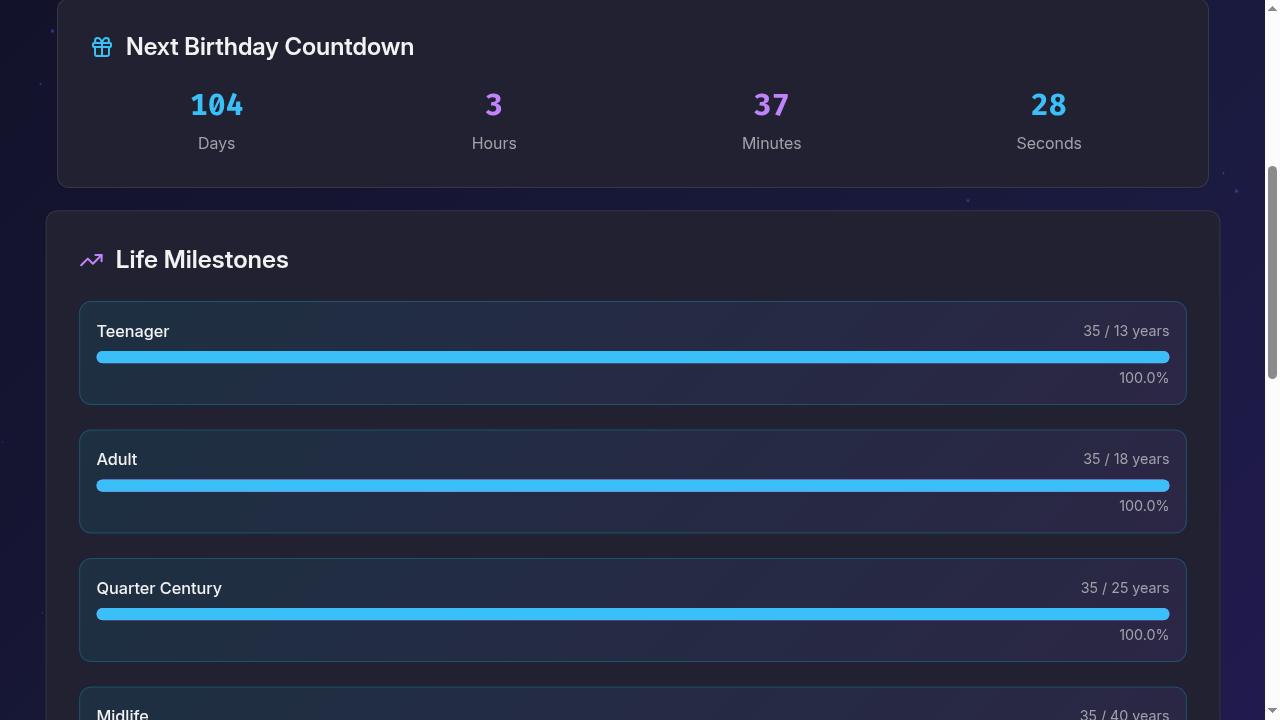 Next Birthday Countdown
104 3 37 28
Days Hours Minutes Seconds
Life Milestones
Teenager 35 / 13 years
100.0%
Adult 35 / 18 years
100.0%
Quarter Century 35 / 25 years
100.0%
Midlife 35 / 40 years